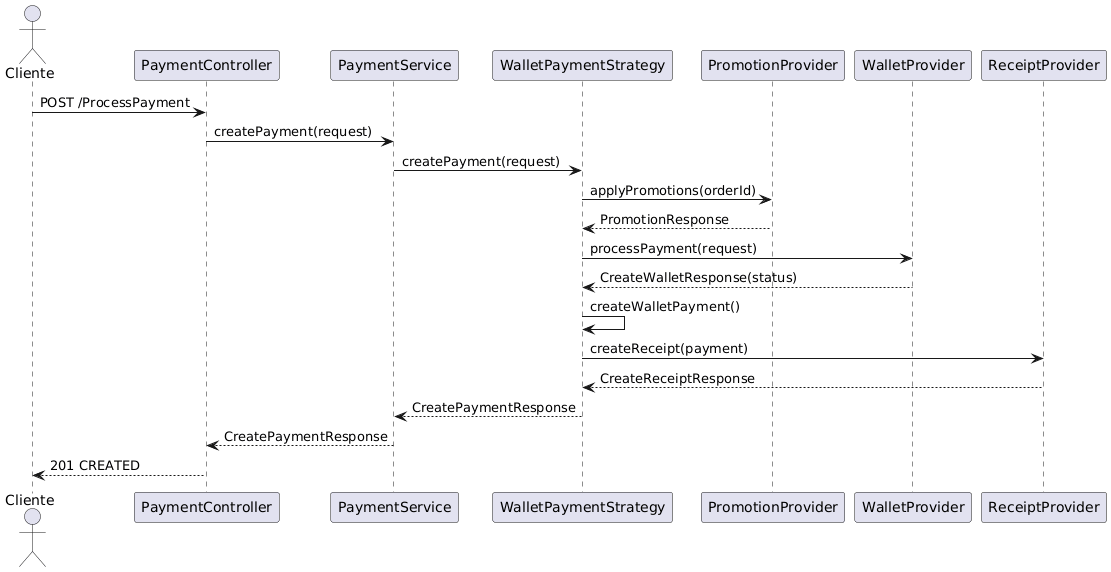 Cliente
PaymentController
PaymentService
WalletPaymentStrategy
PromotionProvider
WalletProvider
ReceiptProvider
POST /ProcessPayment
createPayment(request)
createPayment(request)
applyPromotions(orderId)
PromotionResponse
processPayment(request)
CreateWalletResponse(status)
createWalletPayment()
createReceipt(payment)
CreateReceiptResponse
CreatePaymentResponse
CreatePaymentResponse
201 CREATED
Cliente
PaymentController
PaymentService
WalletPaymentStrategy
PromotionProvider
WalletProvider
ReceiptProvider